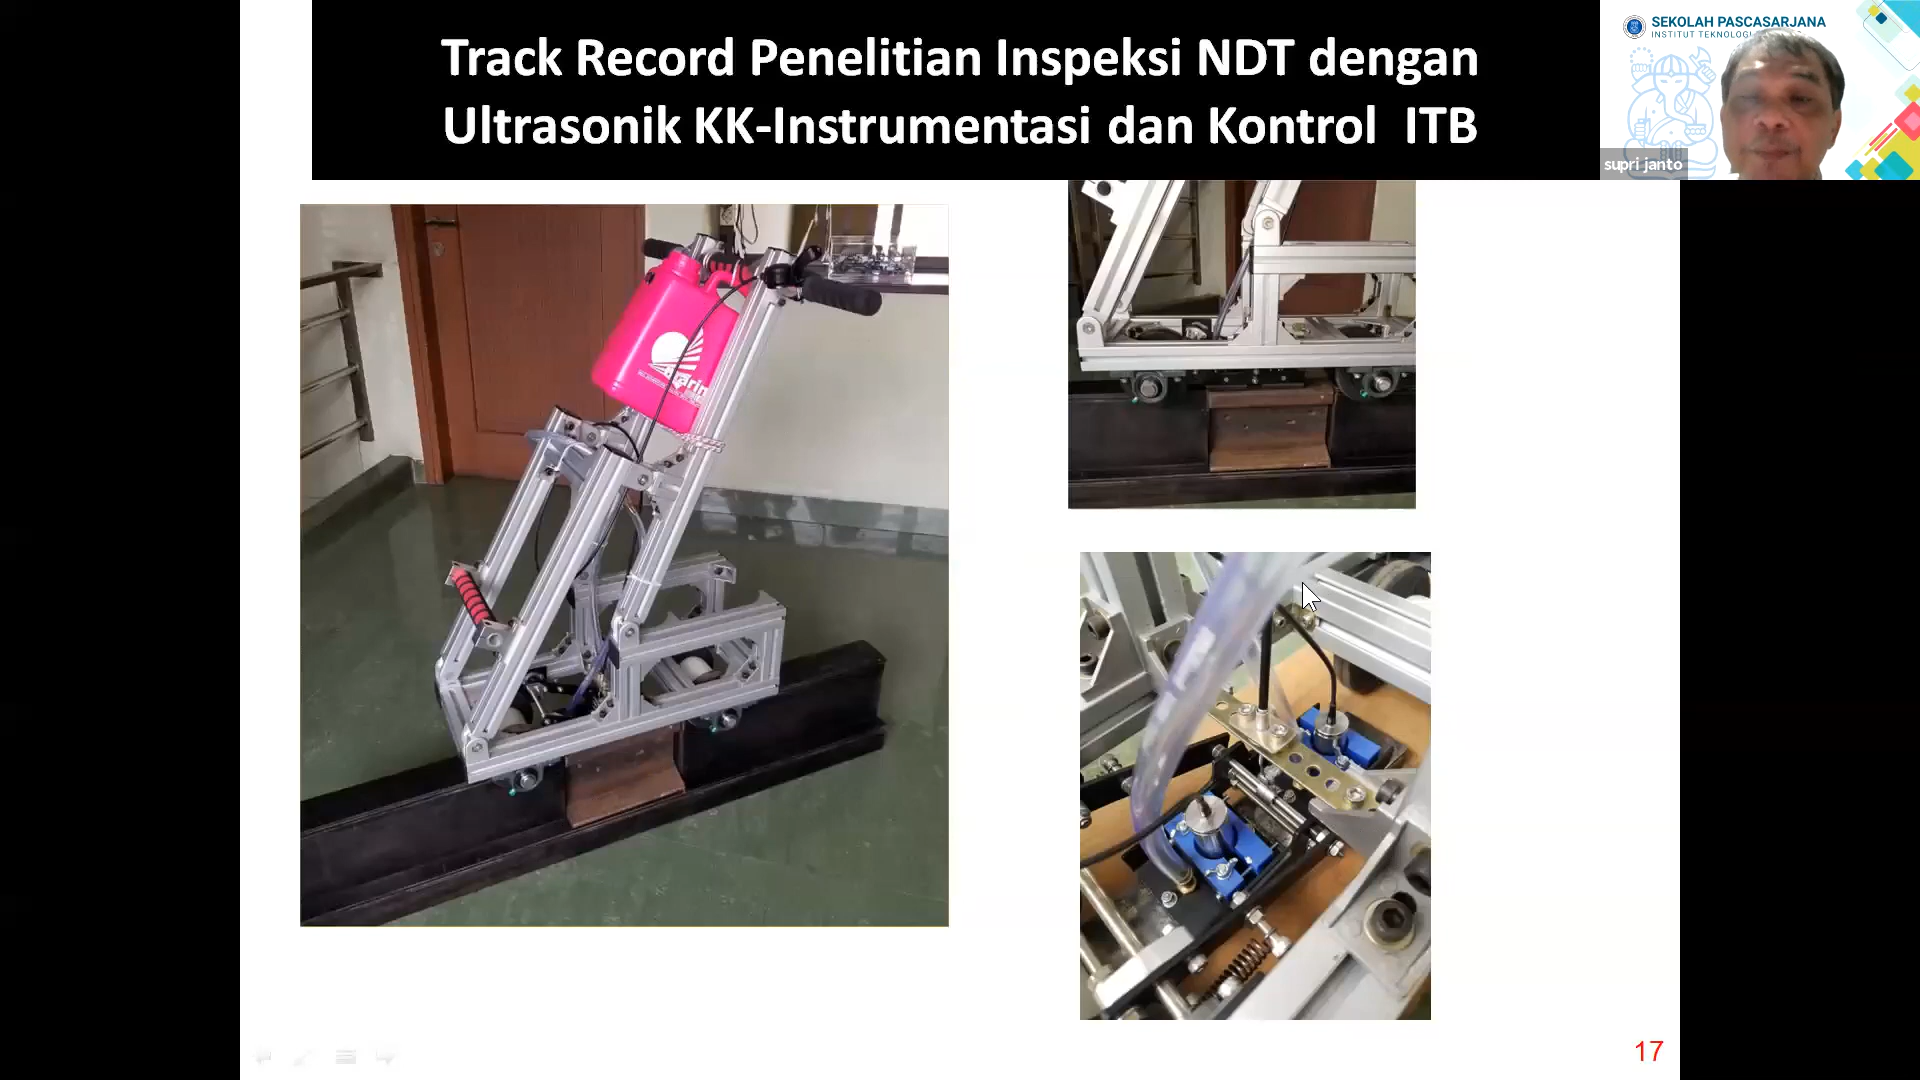 Track Record Penelitian Inspeksi NDT dengan
Ultrasonik KK-Instrumentasi dan Kontrol ITB
SEKOLAH PASCASARJANA
INSTITUT TEKNOLOGI
supri janto
17